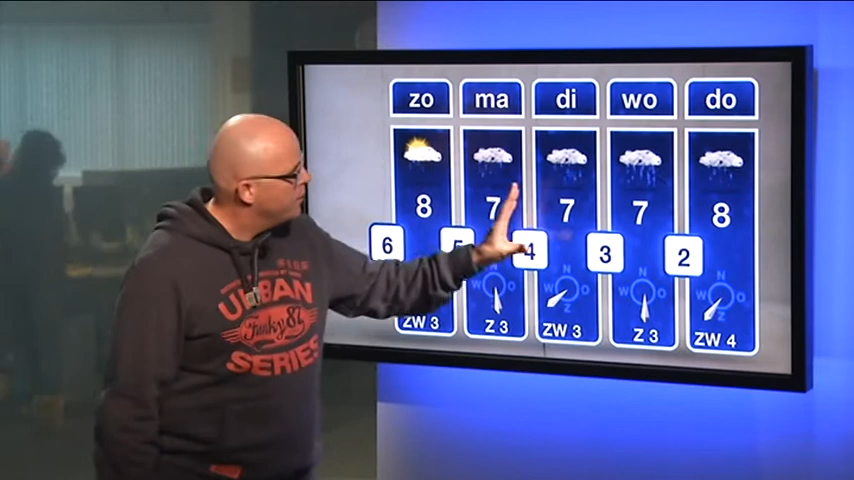 zo ma di wo do
8 7 7 7 8
6 5 4 3 2
N N N N
W O W O W O W O
Z
ZW 3 Z 3 ZW 3 Z 3 ZW 4
URBAN
Funky 87
SERIES